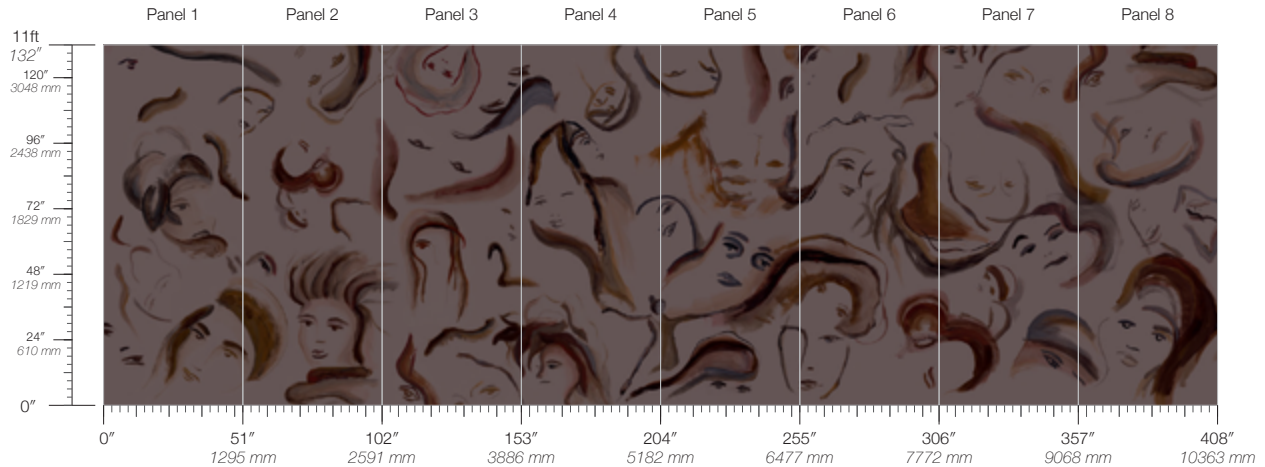 Panel 1 Panel 2 Panel 3 Panel 4 Panel 5 Panel 6 Panel 7 Panel 8
11ft
132″
120″
3048 mm
96″
2438 mm
72″
1829 mm
48″
1219 mm
24″
610 mm
0″
0″ 51″ 102″ 153″ 204″ 255″ 306″ 357″ 408″
1295 mm 2591 mm 3886 mm 5182 mm 6477 mm 7772 mm 9068 mm 10363 mm